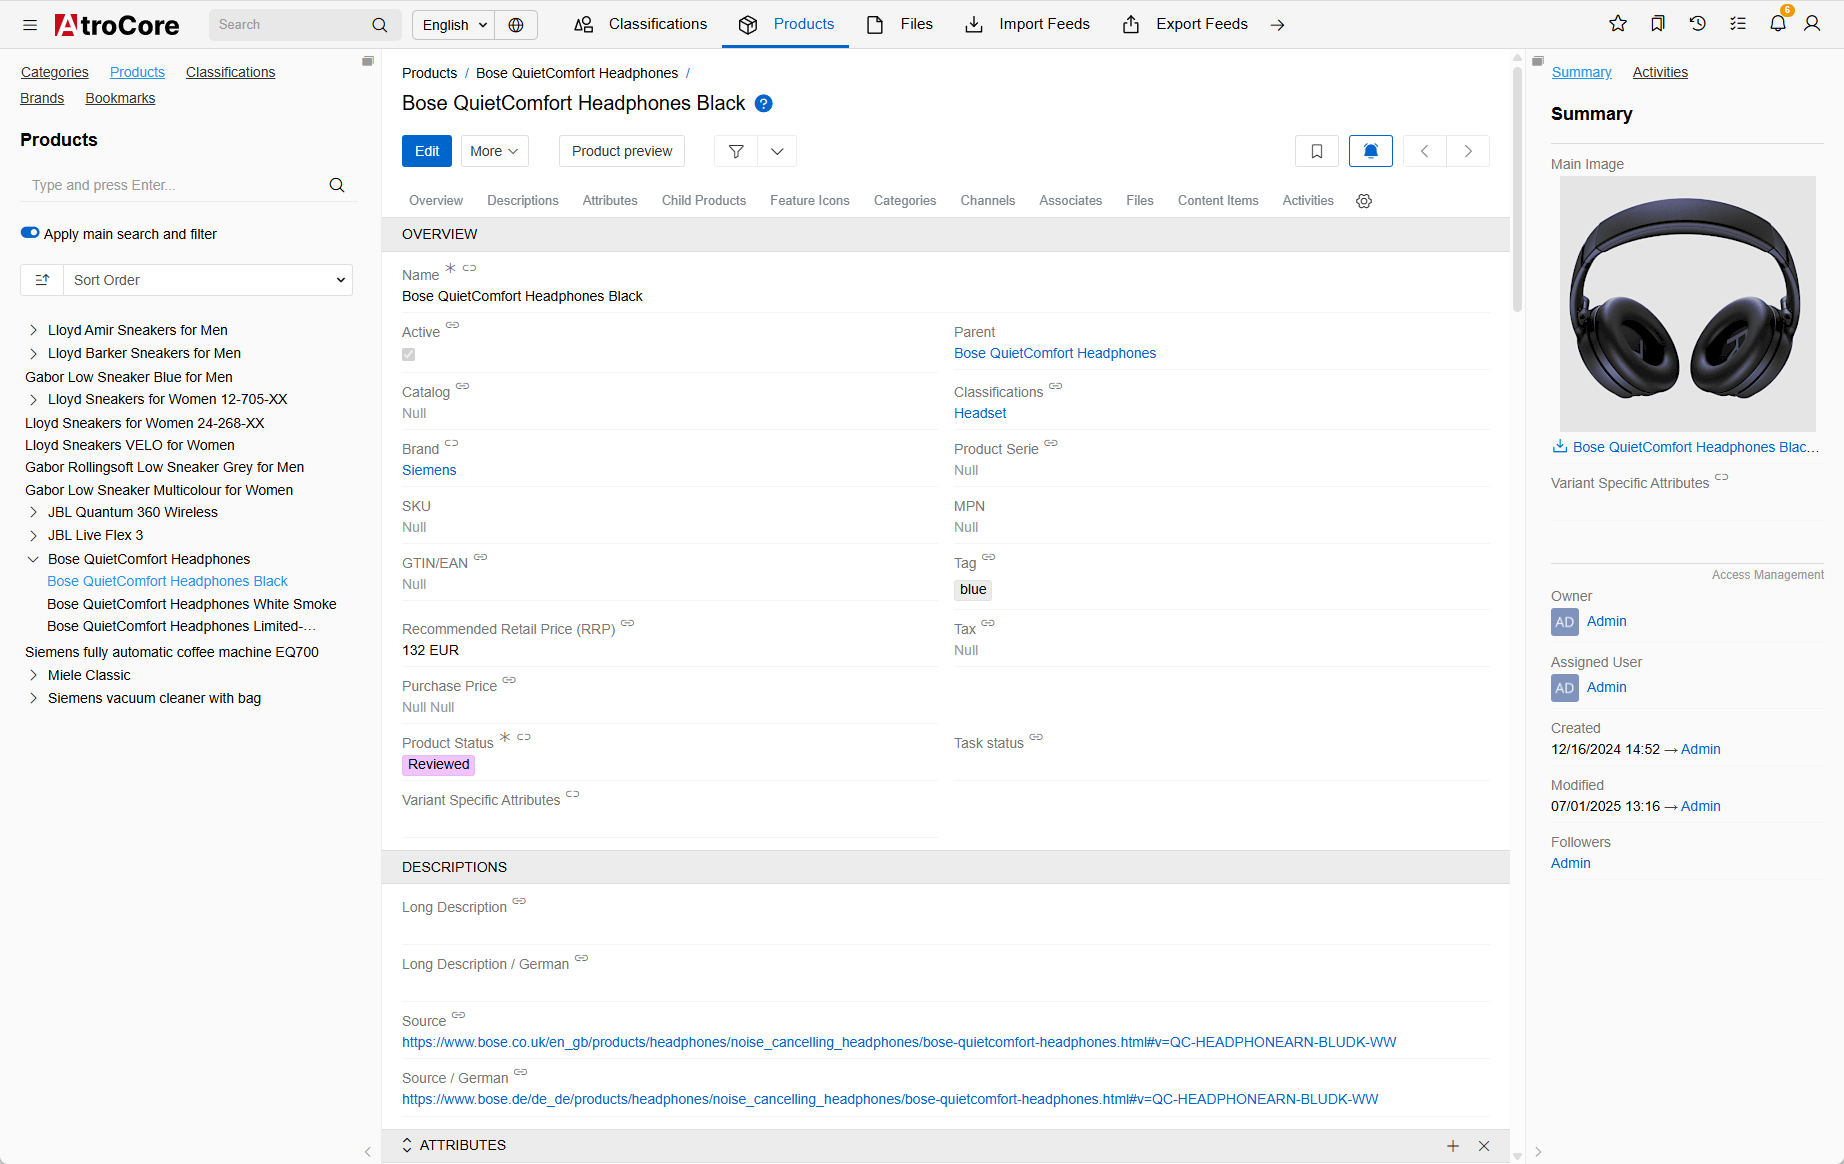 AtroCore
Search
English
Classifications
Products
Files
Import Feeds
Export Feeds
6
Categories
Products
Classifications
Brands
Bookmarks
Products
Type and press Enter...
Apply main search and filter
Sort Order
Lloyd Amir Sneakers for Men
Lloyd Barker Sneakers for Men
Gabor Low Sneaker Blue for Men
Lloyd Sneakers for Women 12-705-XX
Lloyd Sneakers for Women 24-268-XX
Lloyd Sneakers VELO for Women
Gabor Rollingsoft Low Sneaker Grey for Men
Gabor Low Sneaker Multicolour for Women
JBL Quantum 360 Wireless
JBL Live Flex 3
Bose QuietComfort Headphones
Bose QuietComfort Headphones Black
Bose QuietComfort Headphones White Smoke
Bose QuietComfort Headphones Limited-...
Siemens fully automatic coffee machine EQ700
Miele Classic
Siemens vacuum cleaner with bag
Products / Bose QuietComfort Headphones /
Bose QuietComfort Headphones Black ?
Edit
More
Product preview
Overview
Descriptions
Attributes
Child Products
Feature Icons
Categories
Channels
Associates
Files
Content Items
Activities
OVERVIEW
Name
Bose QuietComfort Headphones Black
Active
Parent
Bose QuietComfort Headphones
Catalog
Null
Classifications
Headset
Brand
Siemens
Product Serie
Null
SKU
Null
MPN
Null
GTIN/EAN
Null
Tag
blue
Recommended Retail Price (RRP)
132 EUR
Tax
Null
Purchase Price
Null Null
Product Status
Reviewed
Task status
Variant Specific Attributes
DESCRIPTIONS
Long Description
Long Description / German
Source
https://www.bose.co.uk/en_gb/products/headphones/noise_cancelling_headphones/bose-quietcomfort-headphones.html#v=QC-HEADPHONEARN-BLUDK-WW
Source / German
https://www.bose.de/de_de/products/headphones/noise_cancelling_headphones/bose-quietcomfort-headphones.html#v=QC-HEADPHONEARN-BLUDK-WW
ATTRIBUTES
Summary
Activities
Summary
Main Image
Bose QuietComfort Headphones Blac...
Variant Specific Attributes
Access Management
Owner
AD Admin
Assigned User
AD Admin
Created
12/16/2024 14:52 → Admin
Modified
07/01/2025 13:16 → Admin
Followers
Admin